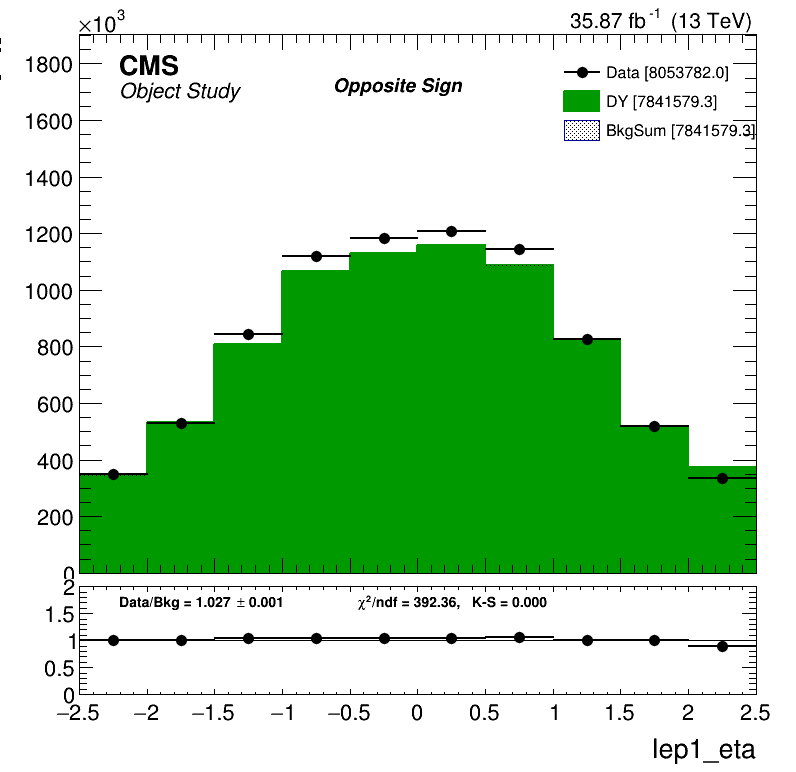 ×10³ 35.87 fb⁻¹ (13 TeV)
CMS
Object Study
Opposite Sign
Data [8053782.0]
DY [7841579.3]
BkgSum [7841579.3]
1800
1600
1400
1200
1000
800
600
400
200
0
Data/Bkg = 1.027 ± 0.001 χ²/ndf = 392.36, K-S = 0.000
2
1.5
1
0.5
0
−2.5 −2 −1.5 −1 −0.5 0 0.5 1 1.5 2 2.5
lep1_eta